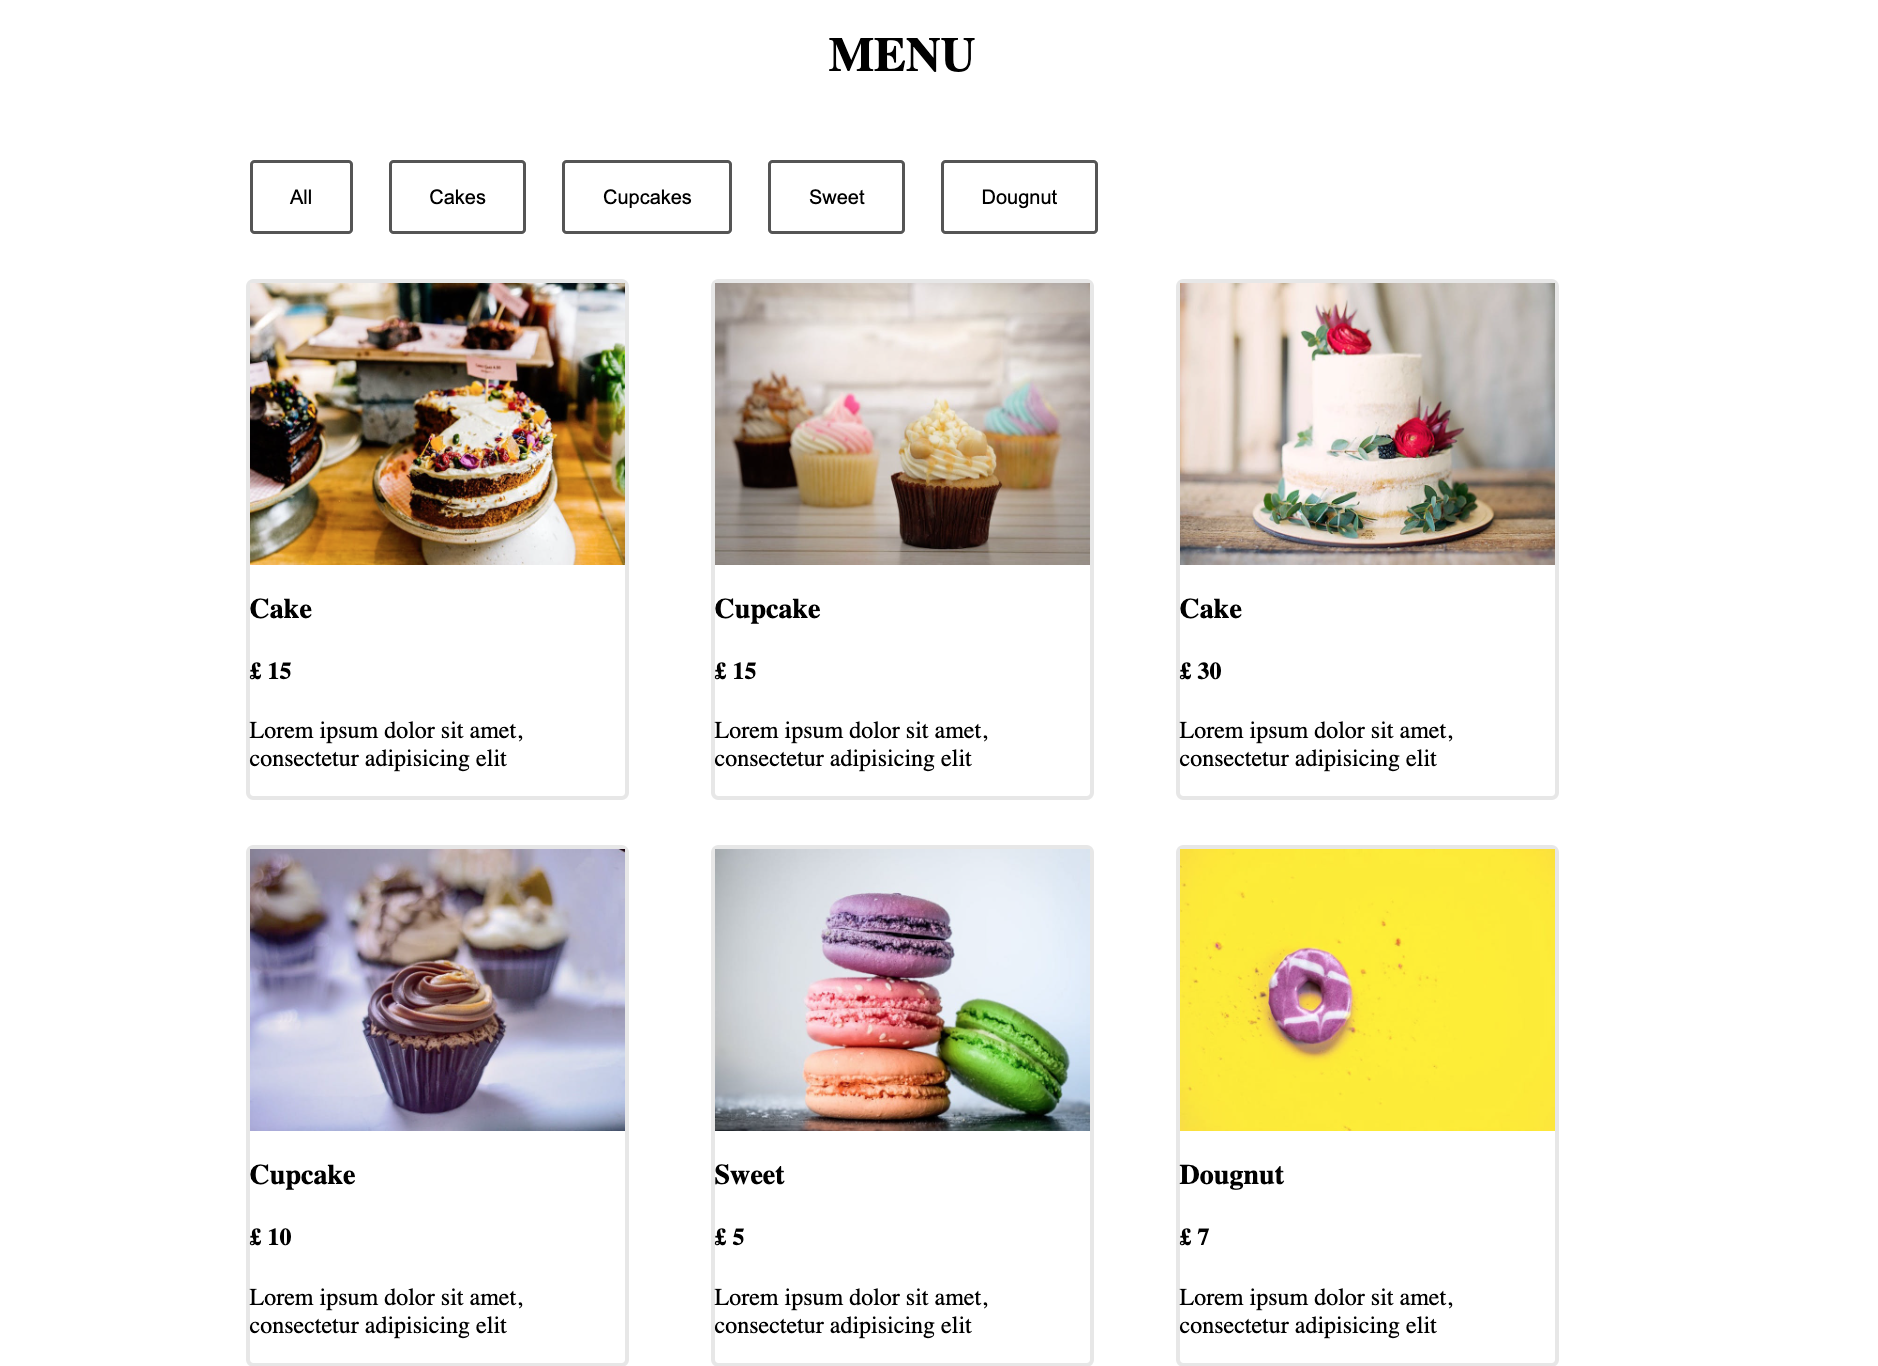 MENU
All
Cakes
Cupcakes
Sweet
Dougnut
Cake
£ 15
Lorem ipsum dolor sit amet,
consectetur adipisicing elit
Cupcake
£ 15
Lorem ipsum dolor sit amet,
consectetur adipisicing elit
Cake
£ 30
Lorem ipsum dolor sit amet,
consectetur adipisicing elit
Cupcake
£ 10
Lorem ipsum dolor sit amet,
consectetur adipisicing elit
Sweet
£ 5
Lorem ipsum dolor sit amet,
consectetur adipisicing elit
Dougnut
£ 7
Lorem ipsum dolor sit amet,
consectetur adipisicing elit